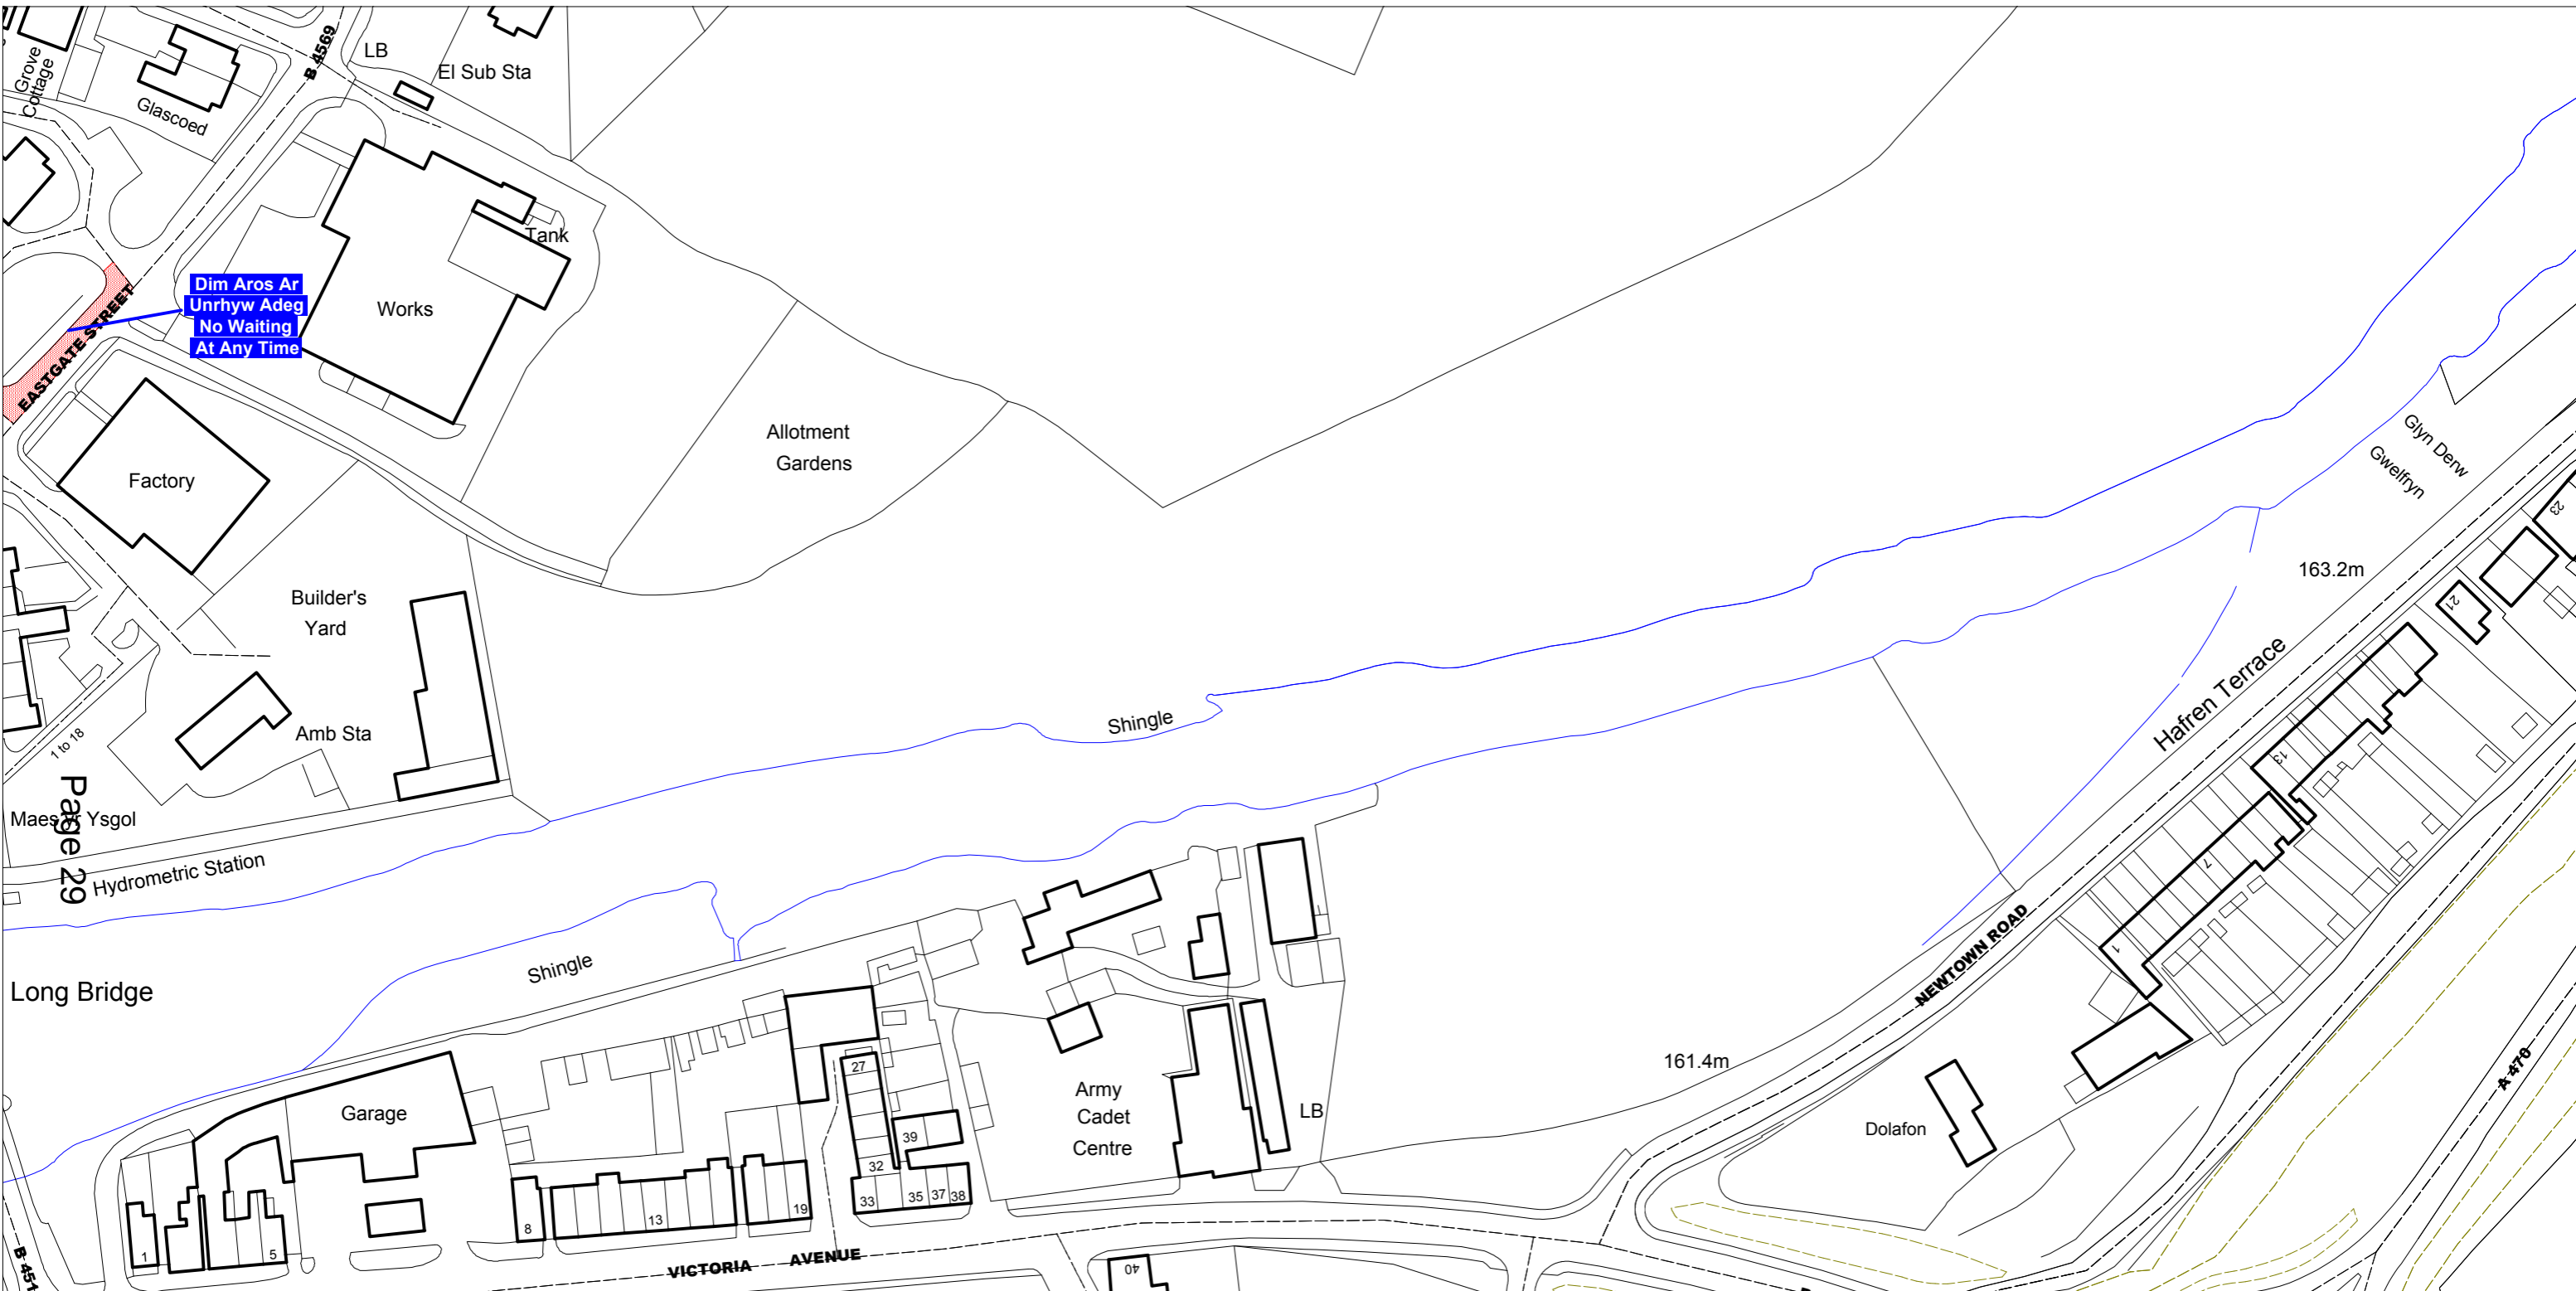 Grove
Cottage
Glascoed
B 4569
LB
El Sub Sta
Tank
Works
Dim Aros Ar
Unrhyw Adeg
No Waiting
At Any Time
EASTGATE STREET
Factory
Allotment
Gardens
Builder's
Yard
Amb Sta
1 to 18
Page 29
Maes yr Ysgol
Hydrometric Station
Long Bridge
Shingle
Shingle
Glyn Derw
Gwelfryn
163.2m
23
21
Hafren Terrace
13
7
1
NEWTOWN ROAD
161.4m
Dolafon
A 470
Garage
27
32
33
35
37
38
39
Army
Cadet
Centre
LB
1
5
8
13
19
VICTORIA AVENUE
40
B 451